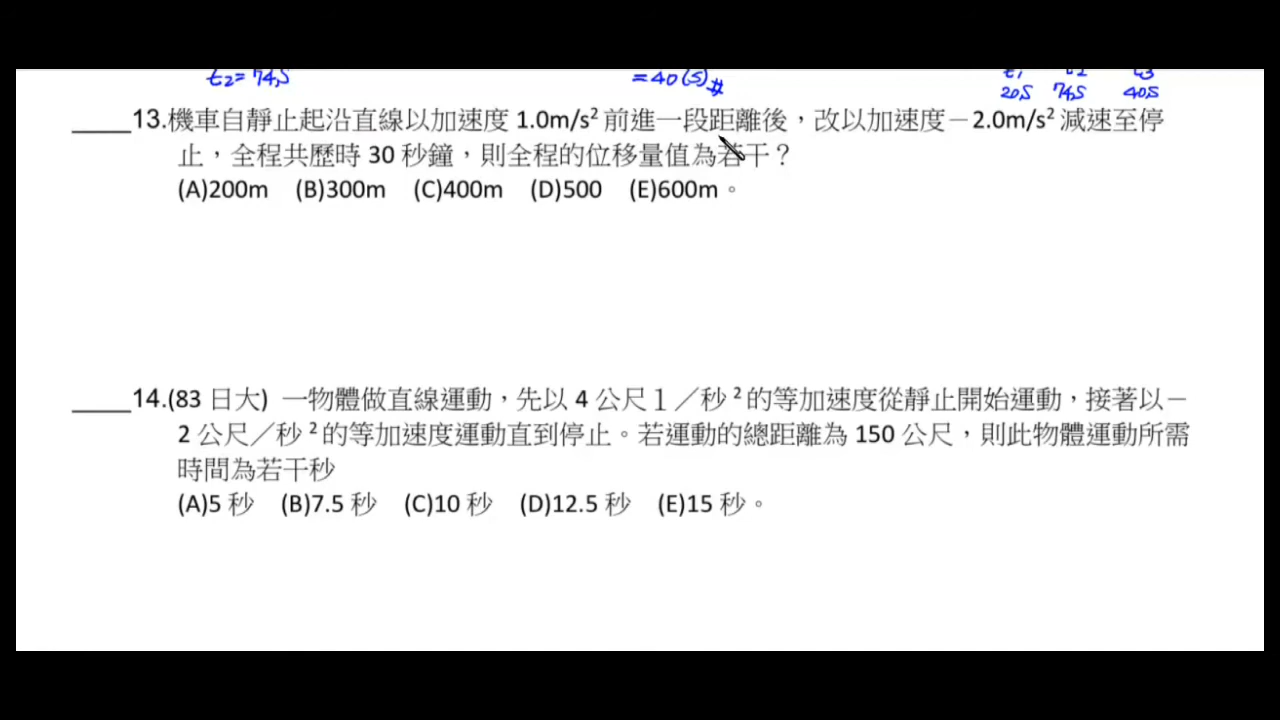 t2=74,5
=40(s)#
20,5 74,5 40,5
____13.機車自靜止起沿直線以加速度 1.0m/s² 前進一段距離後，改以加速度－2.0m/s² 減速至停
止，全程共歷時 30 秒鐘，則全程的位移量值為若干？
(A)200m (B)300m (C)400m (D)500 (E)600m。
____14.(83 日大) 一物體做直線運動，先以 4 公尺１／秒 ² 的等加速度從靜止開始運動，接著以－
2 公尺／秒 ² 的等加速度運動直到停止。若運動的總距離為 150 公尺，則此物體運動所需
時間為若干秒
(A)5 秒 (B)7.5 秒 (C)10 秒 (D)12.5 秒 (E)15 秒。